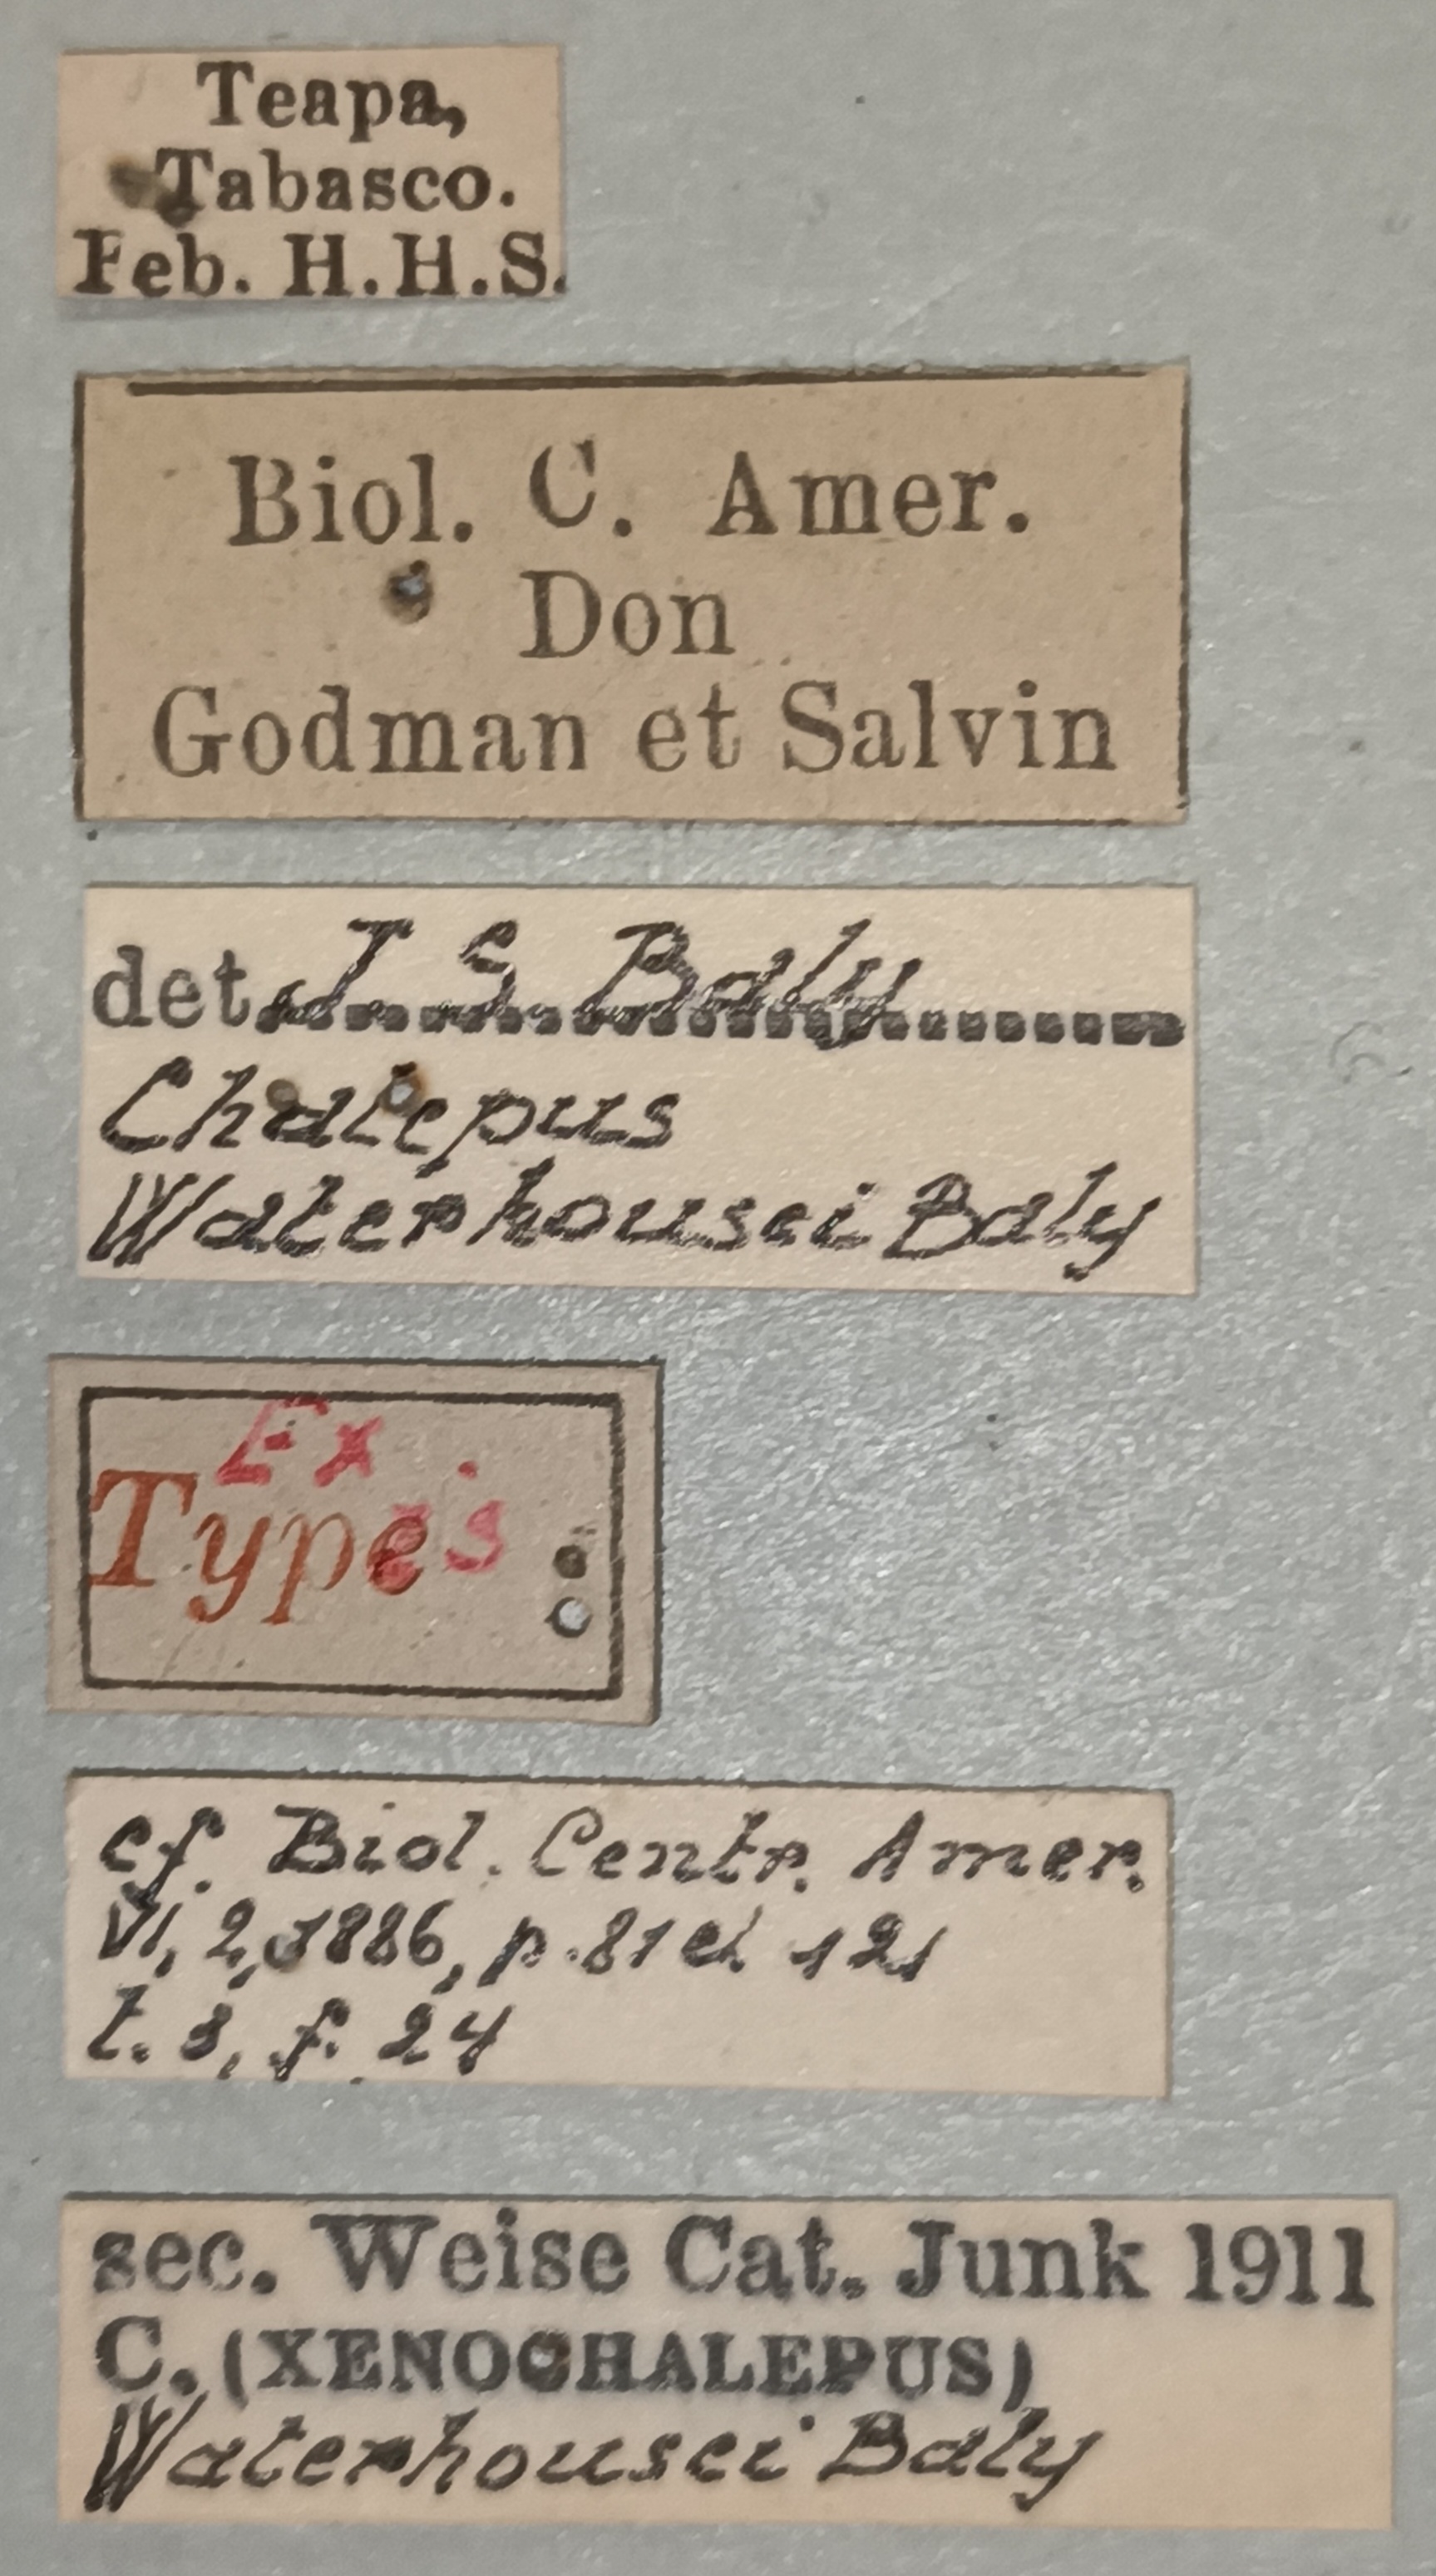 Teapa,
Tabasco.
Feb. H.H.S.
Biol. C. Amer.
Don
Godman et Salvin
det. J. S. Baly
Chalepus
Waterhousei Baly
Ex
Typeis
cf. Biol. Centr. Amer.
VI, 2, 1886, p. 81 et 121
t. 3, f. 24
sec. Weise Cat. Junk 1911
C. (XENOCHALEPUS)
Waterhousei Baly